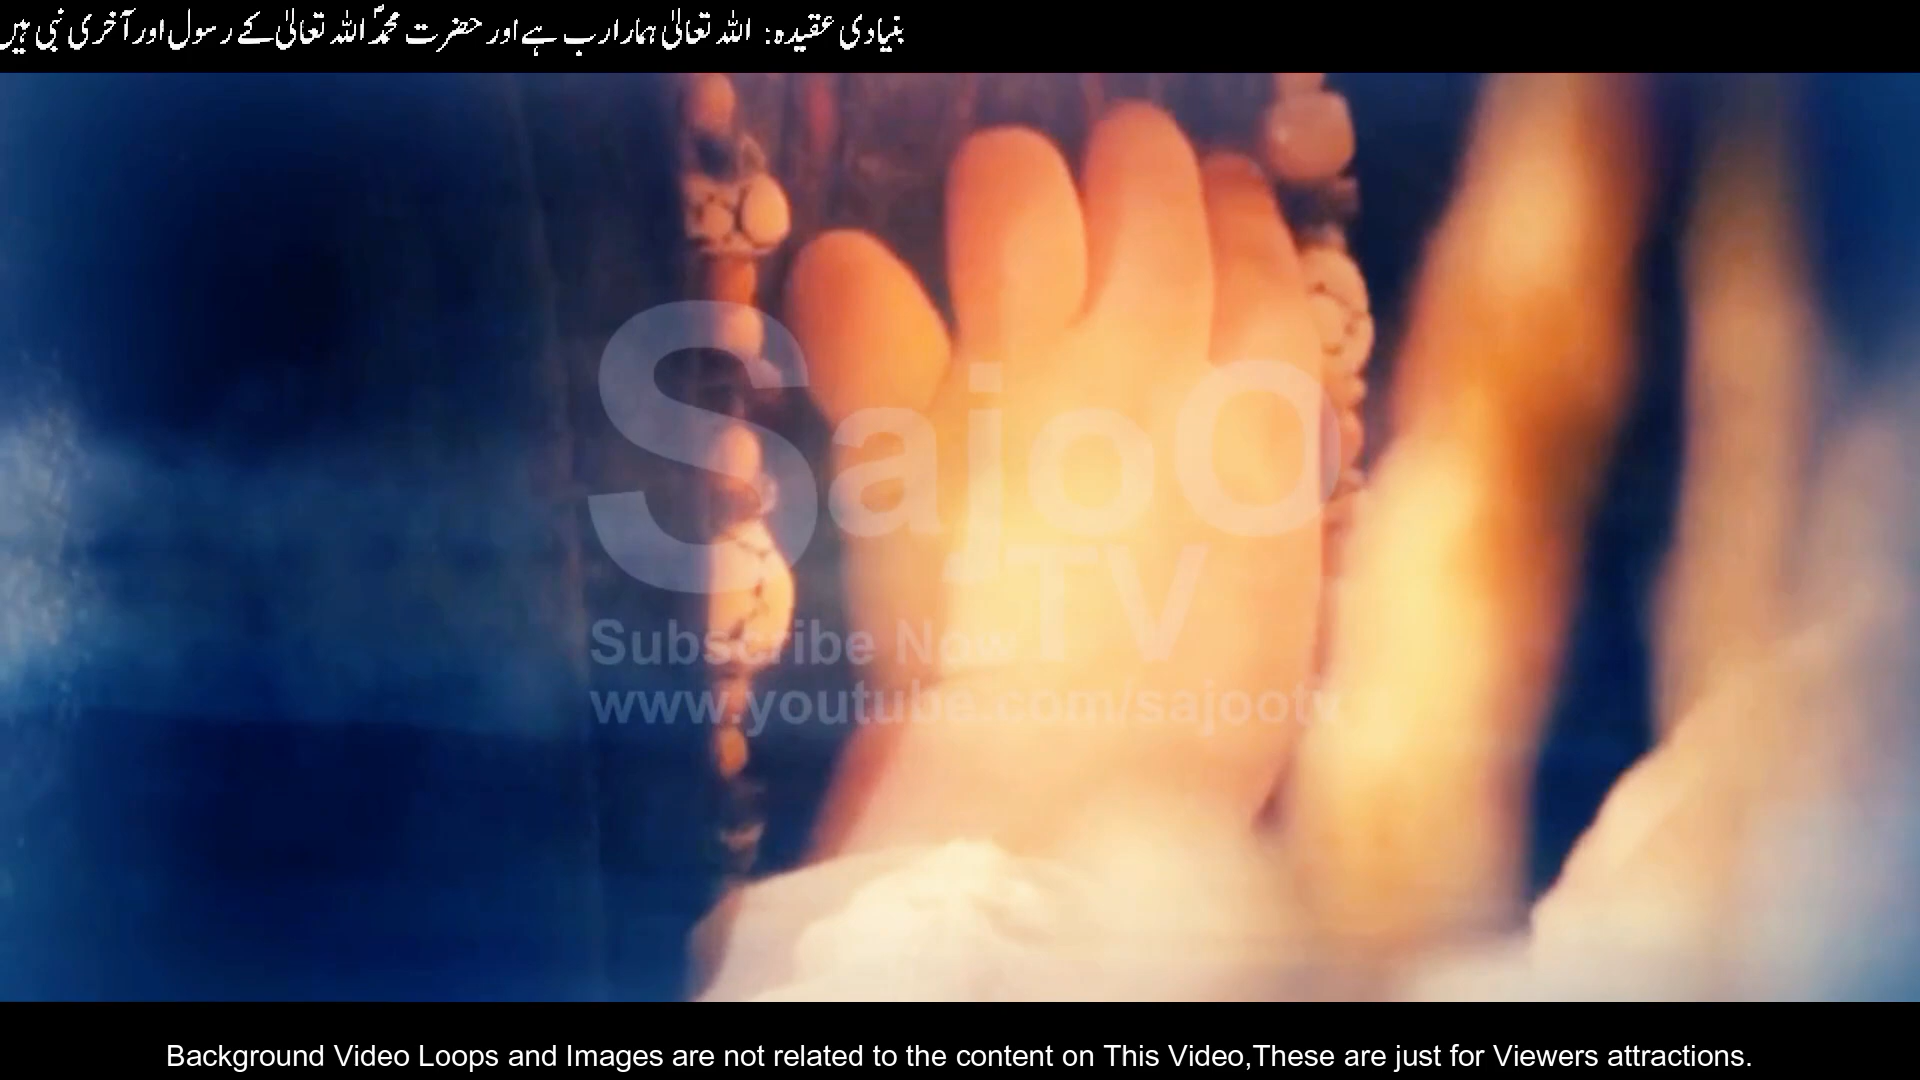 بنیادی عقیدہ: اللہ تعالیٰ ہمارا رب ہے اور حضرت محمدؐ اللہ تعالیٰ کے رسول اور آخری نبی ہیں
SajoO
TV
Subscribe Now
www.youtube.com/sajootv
Background Video Loops and Images are not related to the content on This Video,These are just for Viewers attractions.